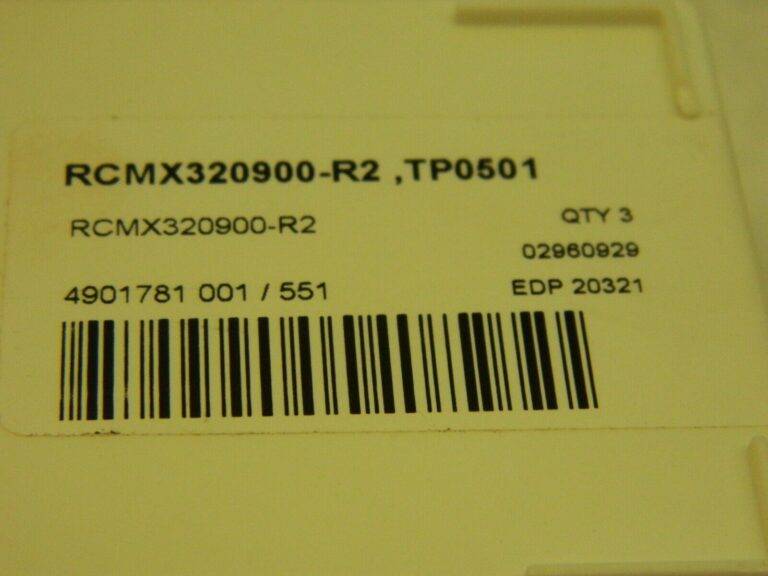 RCMX320900-R2 ,TP0501
RCMX320900-R2
QTY 3
02960929
4901781 001 / 551
EDP 20321